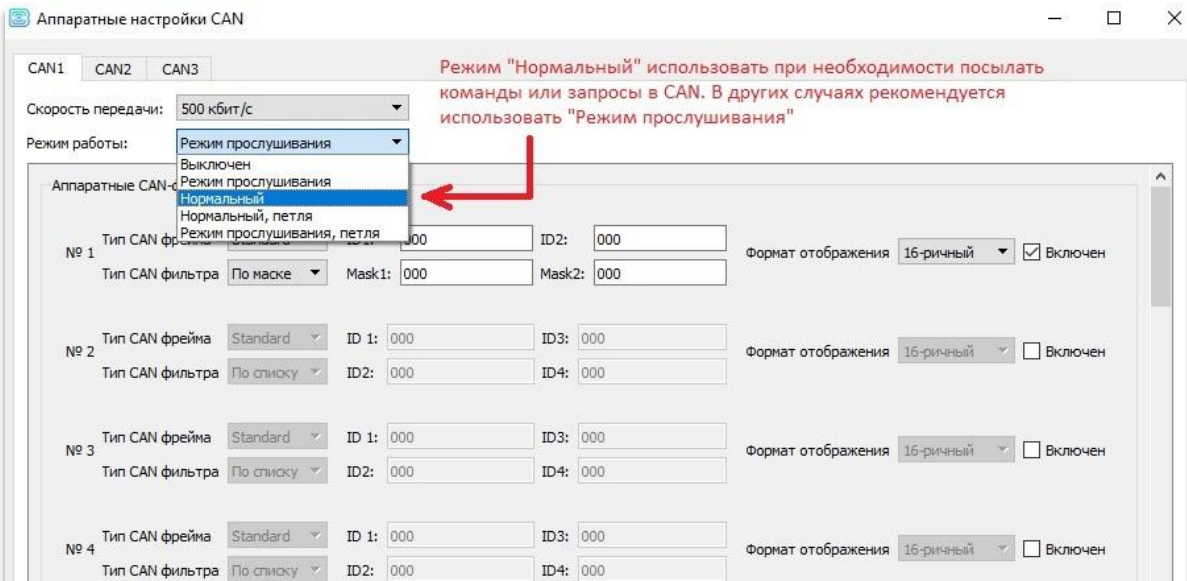 Аппаратные настройки CAN
CAN1 CAN2 CAN3
Режим "Нормальный" использовать при необходимости посылать
команды или запросы в CAN. В других случаях рекомендуется
использовать "Режим прослушивания"
Скорость передачи: 500 кбит/с
Режим работы: Режим прослушивания
Выключен
Режим прослушивания
Нормальный
Нормальный, петля
Режим прослушивания, петля
Аппаратные CAN-
№ 1
Тип CAN фрейма 000 ID2: 000
Тип CAN фильтра По маске Mask1: 000 Mask2: 000
Формат отображения 16-ричный Включен
№ 2
Тип CAN фрейма Standard ID 1: 000 ID3: 000
Тип CAN фильтра По списку ID2: 000 ID4: 000
Формат отображения 16-ричный Включен
№ 3
Тип CAN фрейма Standard ID 1: 000 ID3: 000
Тип CAN фильтра По списку ID2: 000 ID4: 000
Формат отображения 16-ричный Включен
№ 4
Тип CAN фрейма Standard ID 1: 000 ID3: 000
Тип CAN фильтра По списку ID2: 000 ID4: 000
Формат отображения 16-ричный Включен